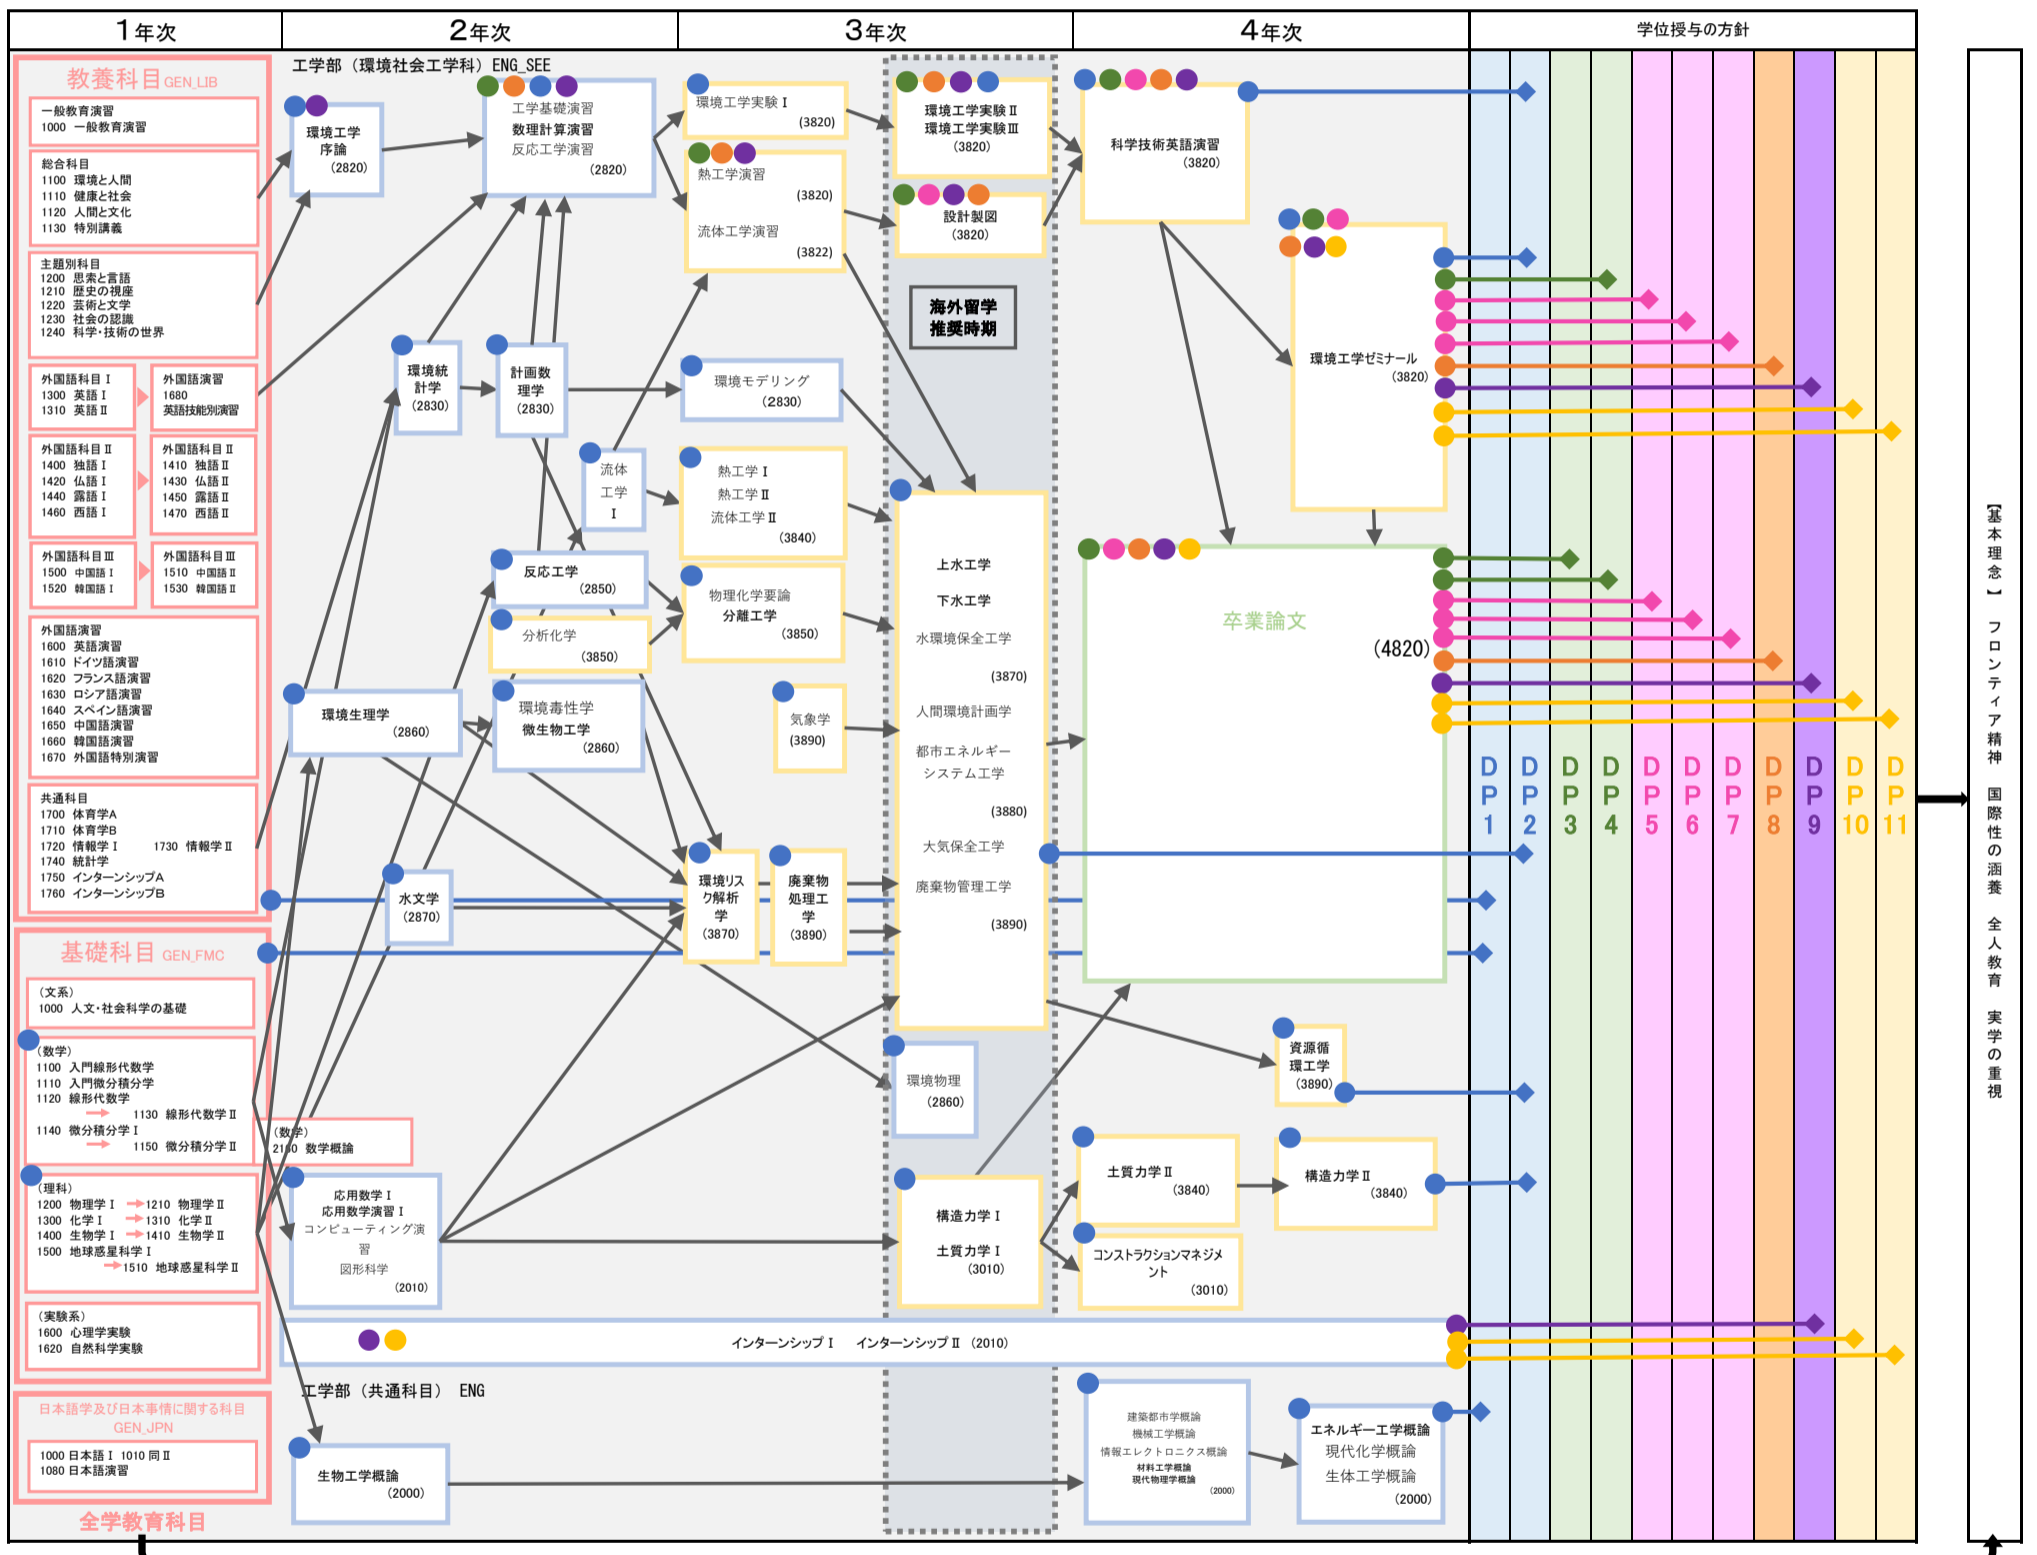 1年次
2年次
3年次
4年次
学位授与の方針
教養科目 GEN_LIB
一般教育演習
1000 一般教育演習
総合科目
1100 環境と人間
1110 健康と社会
1120 人間と文化
1130 特別講義
主題別科目
1200 思索と言語
1210 歴史の視座
1220 芸術と文学
1230 社会の認識
1240 科学・技術の世界
外国語科目Ⅰ
1300 英語Ⅰ
1310 英語Ⅱ
外国語演習
1680
英語技能別演習
外国語科目Ⅱ
1400 独語Ⅰ
1420 仏語Ⅰ
1440 露語Ⅰ
1460 西語Ⅰ
外国語科目Ⅱ
1410 独語Ⅱ
1430 仏語Ⅱ
1450 露語Ⅱ
1470 西語Ⅱ
外国語科目Ⅲ
1500 中国語Ⅰ
1520 韓国語Ⅰ
外国語科目Ⅲ
1510 中国語Ⅱ
1530 韓国語Ⅱ
外国語演習
1600 英語演習
1610 ドイツ語演習
1620 フランス語演習
1630 ロシア語演習
1640 スペイン語演習
1650 中国語演習
1660 韓国語演習
1670 外国語特別演習
共通科目
1700 体育学A
1710 体育学B
1720 情報学Ⅰ 1730 情報学Ⅱ
1740 統計学
1750 インターンシップA
1760 インターンシップB
基礎科目 GEN_FMC
(文系)
1000 人文・社会科学の基礎
(数学)
1100 入門線形代数学
1110 入門微分積分学
1120 線形代数学
1130 線形代数学Ⅱ
1140 微分積分学Ⅰ
1150 微分積分学Ⅱ
(数学)
2180 数学概論
(理科)
1200 物理学Ⅰ 1210 物理学Ⅱ
1300 化学Ⅰ 1310 化学Ⅱ
1400 生物学Ⅰ 1410 生物学Ⅱ
1500 地球惑星科学Ⅰ
1510 地球惑星科学Ⅱ
(実験系)
1600 心理学実験
1620 自然科学実験
日本語学及び日本事情に関する科目
GEN_JPN
1000 日本語Ⅰ 1010 同Ⅱ
1080 日本語演習
全学教育科目
工学部(環境社会工学科)ENG_SEE
環境工学
序論
(2820)
工学基礎演習
数理計算演習
反応工学演習
(2820)
環境統
計学
(2830)
計画数
理学
(2830)
流体
工学
Ⅰ
反応工学
(2850)
分析化学
(3850)
環境生理学
(2860)
環境毒性学
微生物工学
(2860)
水文学
(2870)
応用数学Ⅰ
応用数学演習Ⅰ
コンピューティング演
習
図形科学
(2010)
環境工学実験Ⅰ
(3820)
熱工学演習
(3820)
流体工学演習
(3822)
環境モデリング
(2830)
熱工学Ⅰ
熱工学Ⅱ
流体工学Ⅱ
(3840)
物理化学要論
分離工学
(3850)
気象学
(3890)
環境リス
ク解析
学
(3870)
廃棄物
処理工
学
(3890)
環境工学実験Ⅱ
環境工学実験Ⅲ
(3820)
設計製図
(3820)
海外留学
推奨時期
上水工学
下水工学
水環境保全工学
(3870)
人間環境計画学
都市エネルギー
システム工学
(3880)
大気保全工学
廃棄物管理工学
(3890)
環境物理
(2860)
構造力学Ⅰ
土質力学Ⅰ
(3010)
科学技術英語演習
(3820)
環境工学ゼミナール
(3820)
卒業論文
(4820)
資源循
環工学
(3890)
土質力学Ⅱ
(3840)
構造力学Ⅱ
(3840)
コンストラクションマネジメ
ント
(3010)
インターンシップⅠ インターンシップⅡ (2010)
工学部(共通科目) ENG
生物工学概論
(2000)
建築都市学概論
機械工学概論
情報エレクトロニクス概論
材料工学概論
現代物理学概論
(2000)
エネルギー工学概論
現代化学概論
生体工学概論
(2000)
DP1
DP2
DP3
DP4
DP5
DP6
DP7
DP8
DP9
DP10
DP11
【基本理念】 フロンティア精神 国際性の涵養 全人教育 実学の重視